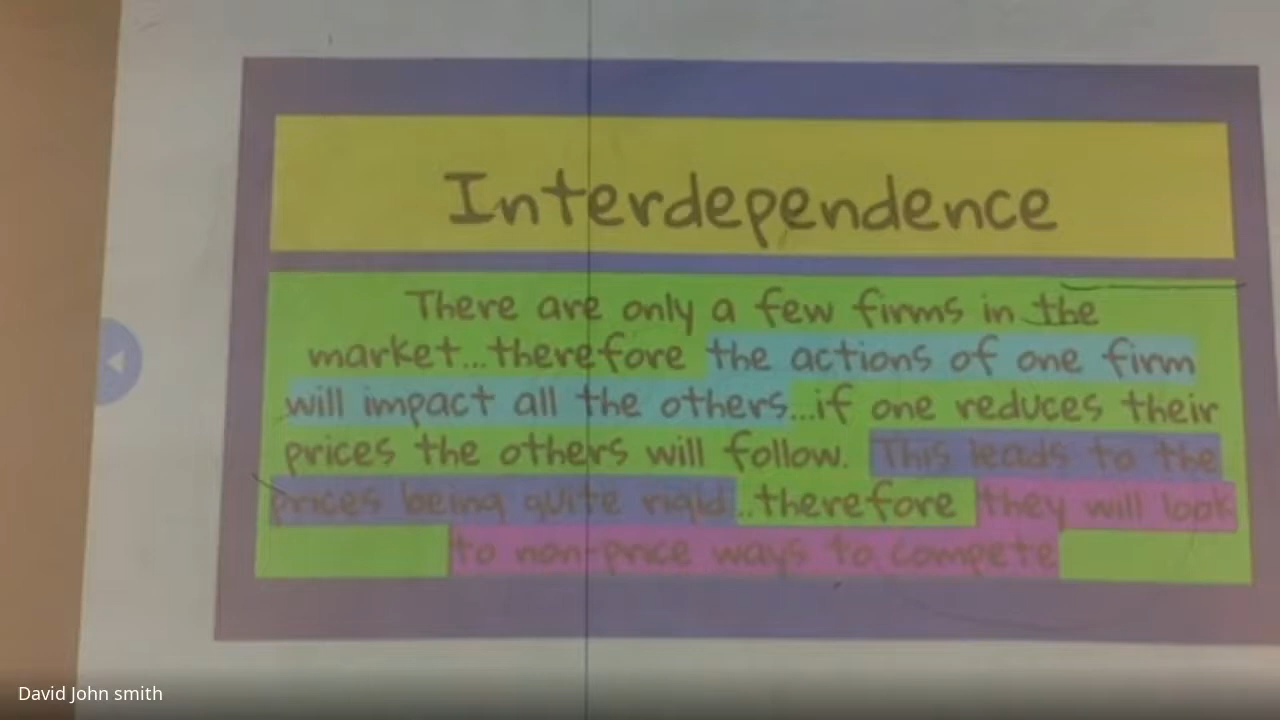 Interdependence
There are only a few firms in the
market...therefore the actions of one firm
will impact all the others...if one reduces their
prices the others will follow. This leads to the
prices being quite rigid...therefore they will look
to non-price ways to compete
David John smith